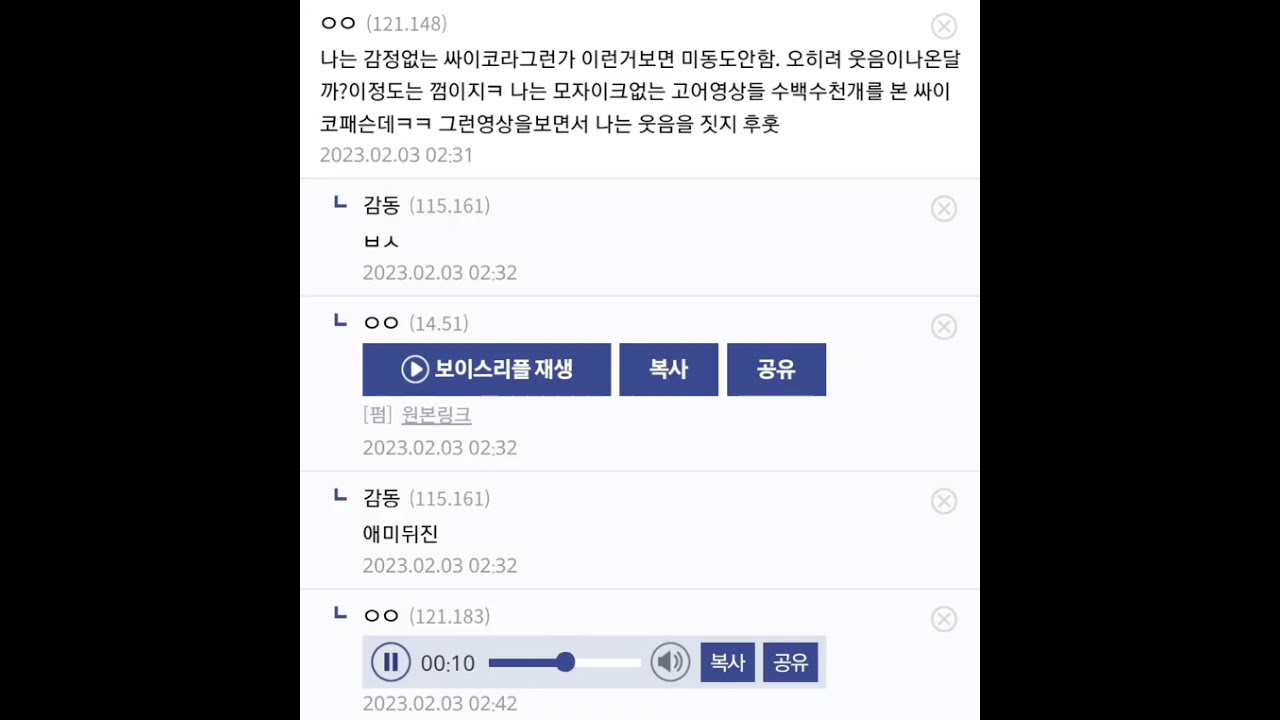 ㅇㅇ (121.148)
나는 감정없는 싸이코라그런가 이런거보면 미동도안함. 오히려 웃음이나온달
까?이정도는 껌이지ㅋ 나는 모자이크없는 고어영상들 수백수천개를 본 싸이
코패슨데ㅋㅋ 그런영상을보면서 나는 웃음을 짓지 후훗
2023.02.03 02:31
ㄴ 감동 (115.161)
ㅂㅅ
2023.02.03 02:32
ㄴ ㅇㅇ (14.51)
보이스리플 재생 복사 공유
[펌] 원본링크
2023.02.03 02:32
ㄴ 감동 (115.161)
애미뒤진
2023.02.03 02:32
ㄴ ㅇㅇ (121.183)
00:10 복사 공유
2023.02.03 02:42